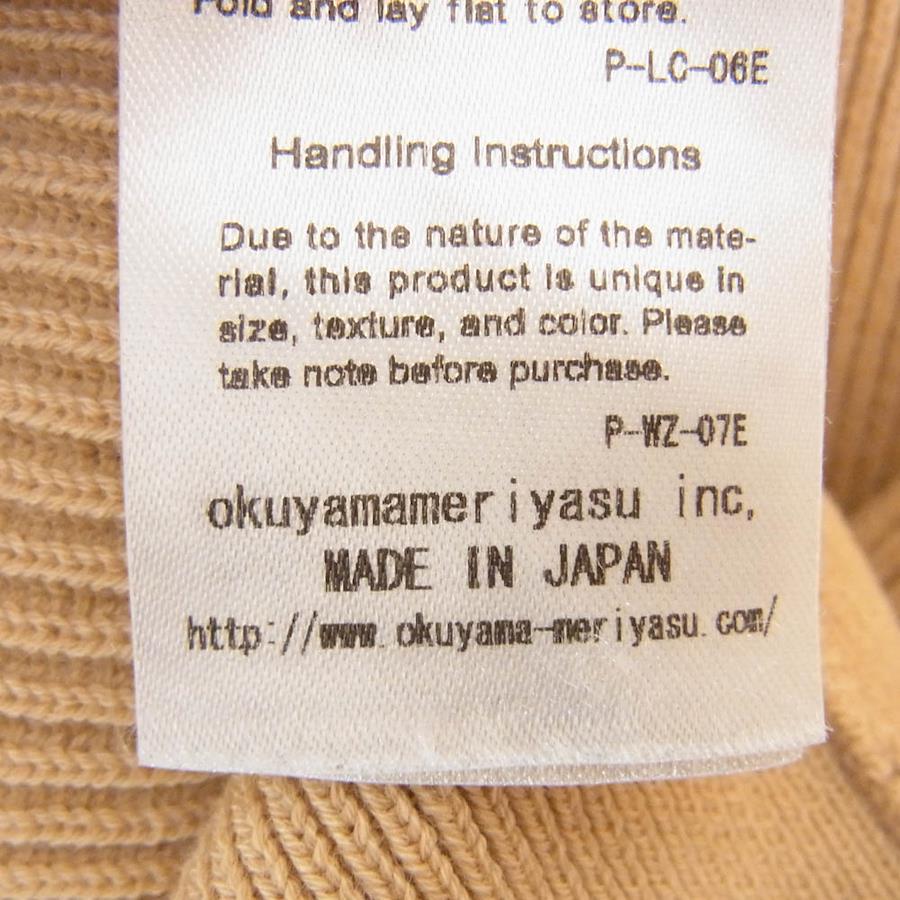 Fold and lay flat to store.
P-LC-06E
Handling Instructions
Due to the nature of the mate-
rial, this product is unique in
size, texture, and color. Please
take note before purchase.
P-WZ-07E
okuyamameriyasu inc,
MADE IN JAPAN
http://www.okuyama-meriyasu.com/